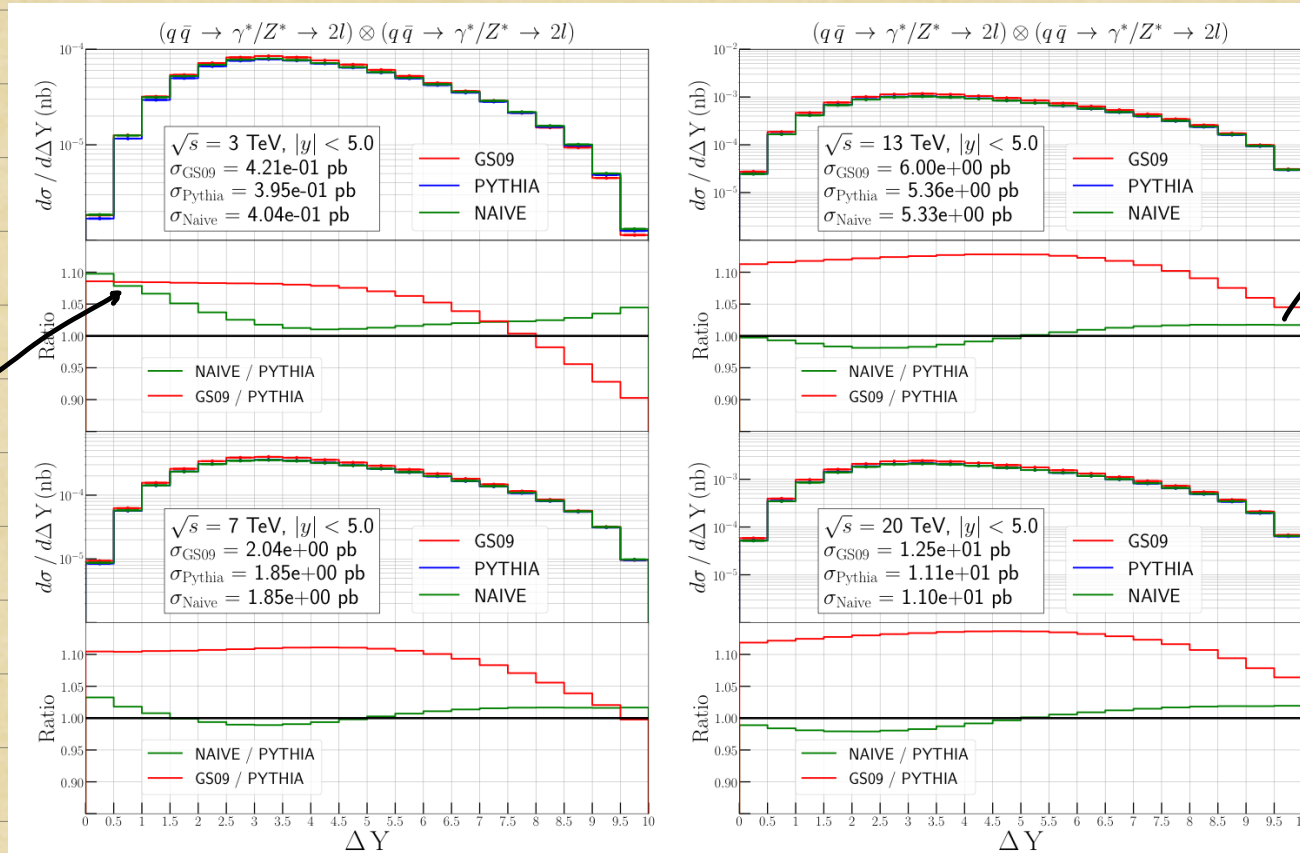 (q q̄ → γ*/Z* → 2l) ⊗ (q q̄ → γ*/Z* → 2l)
10⁻⁴
10⁻⁵
dσ / dΔY (nb)
√s = 3 TeV, |y| < 5.0
σGS09 = 4.21e-01 pb
σPythia = 3.95e-01 pb
σNaive = 4.04e-01 pb
GS09
PYTHIA
NAIVE
1.10
1.05
1.00
0.95
0.90
Ratio
NAIVE / PYTHIA
GS09 / PYTHIA
10⁻⁴
10⁻⁵
dσ / dΔY (nb)
√s = 7 TeV, |y| < 5.0
σGS09 = 2.04e+00 pb
σPythia = 1.85e+00 pb
σNaive = 1.85e+00 pb
GS09
PYTHIA
NAIVE
1.10
1.05
1.00
0.95
0.90
Ratio
NAIVE / PYTHIA
GS09 / PYTHIA
0 0.5 1 1.5 2 2.5 3 3.5 4 4.5 5 5.5 6 6.5 7 7.5 8 8.5 9 9.5 10
Δ Y
(q q̄ → γ*/Z* → 2l) ⊗ (q q̄ → γ*/Z* → 2l)
10⁻²
10⁻³
10⁻⁴
10⁻⁵
dσ / dΔY (nb)
√s = 13 TeV, |y| < 5.0
σGS09 = 6.00e+00 pb
σPythia = 5.36e+00 pb
σNaive = 5.33e+00 pb
GS09
PYTHIA
NAIVE
1.10
1.05
1.00
0.95
0.90
Ratio
NAIVE / PYTHIA
GS09 / PYTHIA
10⁻³
10⁻⁴
10⁻⁵
dσ / dΔY (nb)
√s = 20 TeV, |y| < 5.0
σGS09 = 1.25e+01 pb
σPythia = 1.11e+01 pb
σNaive = 1.10e+01 pb
GS09
PYTHIA
NAIVE
1.10
1.05
1.00
0.95
0.90
Ratio
NAIVE / PYTHIA
GS09 / PYTHIA
0 0.5 1 1.5 2 2.5 3 3.5 4 4.5 5 5.5 6 6.5 7 7.5 8 8.5 9 9.5
Δ Y